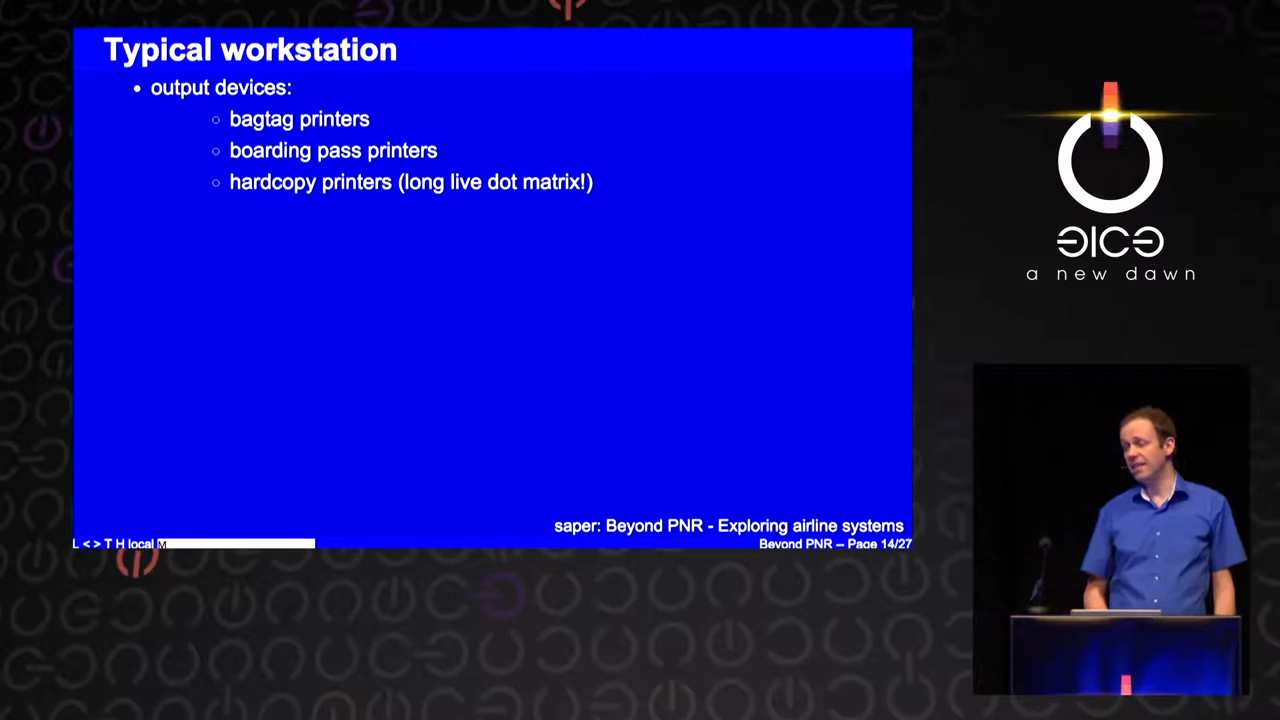 Typical workstation
• output devices:
○ bagtag printers
○ boarding pass printers
○ hardcopy printers (long live dot matrix!)
saper: Beyond PNR - Exploring airline systems
L < > T H local M
Beyond PNR -- Page 14/27
a new dawn